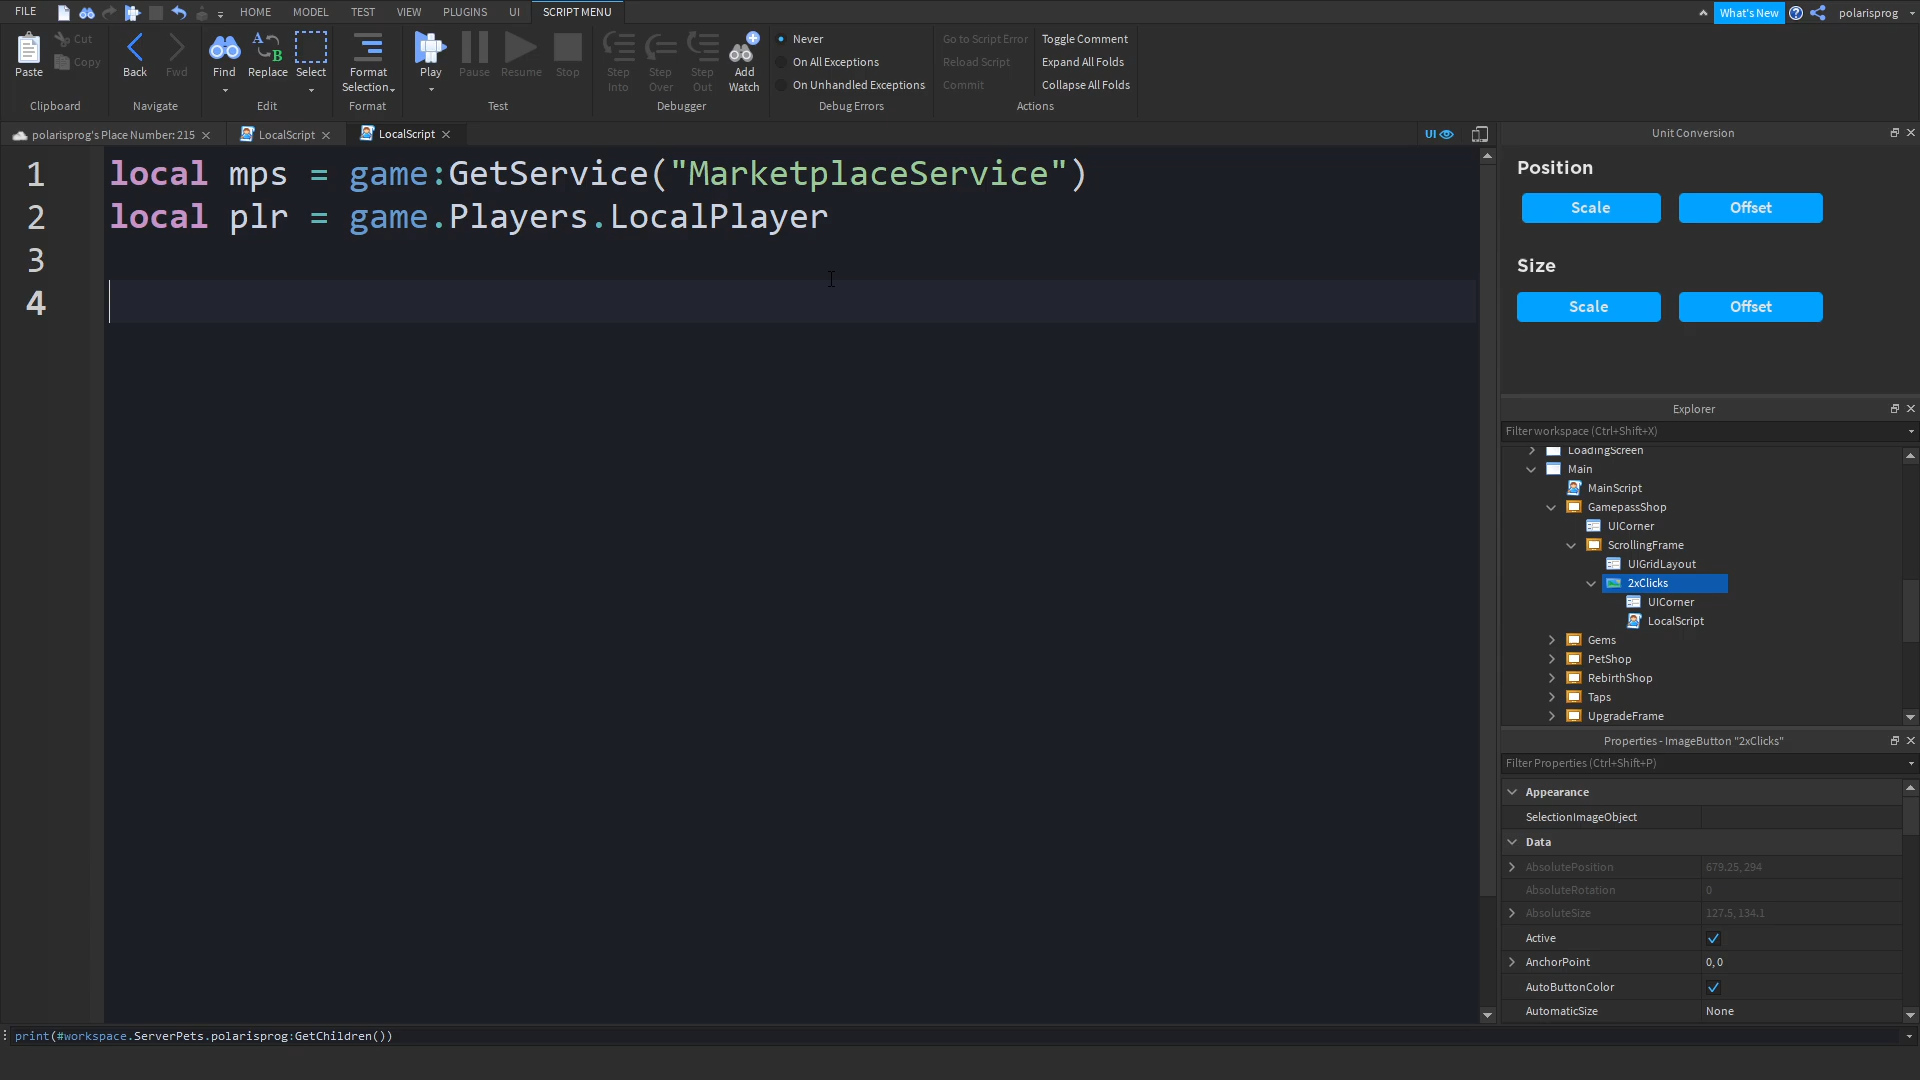 FILE HOME MODEL TEST VIEW PLUGINS UI SCRIPT MENU What's New polarisprog
Paste Cut Copy Back Fwd Find Replace Select Format Selection Play Pause Resume Stop Step Into Step Over Step Out Add Watch
Never
On All Exceptions
On Unhandled Exceptions
Go to Script Error
Reload Script
Commit
Toggle Comment
Expand All Folds
Collapse All Folds
Clipboard Navigate Edit Format Test Debugger Debug Errors Actions
polarisprog's Place Number: 215 LocalScript LocalScript UI
1 local mps = game:GetService("MarketplaceService")
2 local plr = game.Players.LocalPlayer
3
4
Unit Conversion
Position
Scale Offset
Size
Scale Offset
Explorer
Filter workspace (Ctrl+Shift+X)
LoadingScreen
Main
MainScript
GamepassShop
UICorner
ScrollingFrame
UIGridLayout
2xClicks
UICorner
LocalScript
Gems
PetShop
RebirthShop
Taps
UpgradeFrame
Properties - ImageButton "2xClicks"
Filter Properties (Ctrl+Shift+P)
Appearance
SelectionImageObject
Data
AbsolutePosition 679.25, 294
AbsoluteRotation 0
AbsoluteSize 127.5, 134.1
Active
AnchorPoint 0, 0
AutoButtonColor
AutomaticSize None
print(#workspace.ServerPets.polarisprog:GetChildren())